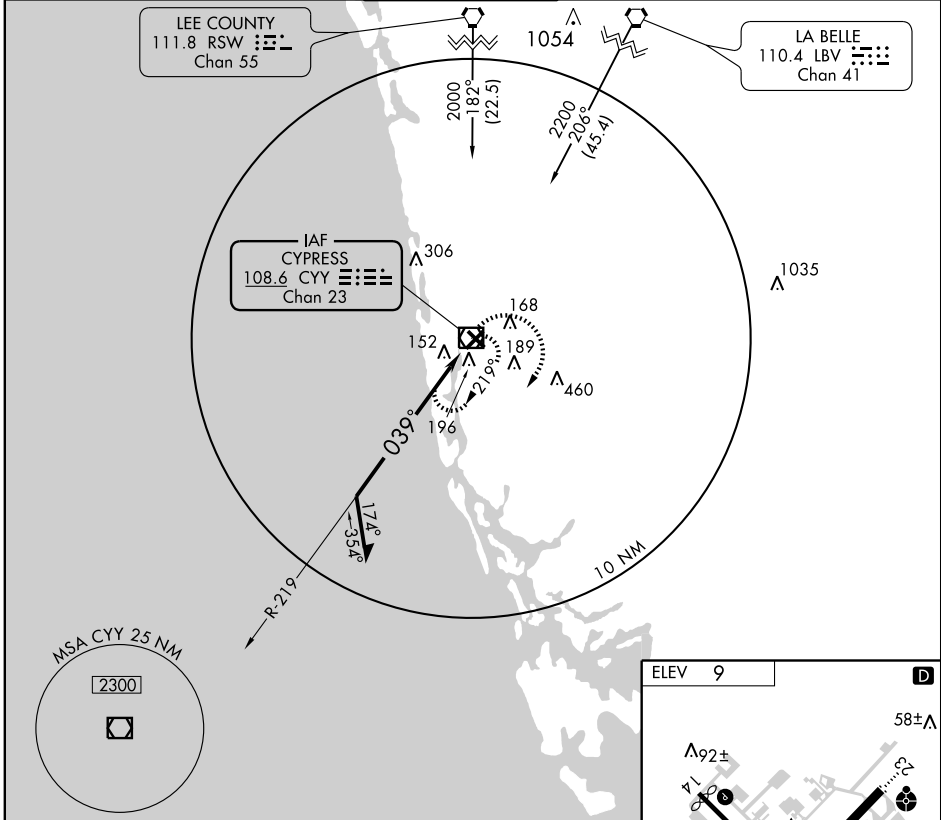 LEE COUNTY
111.8 RSW
Chan 55
1054
LA BELLE
110.4 LBV
Chan 41
2000
182°
(22.5)
2200
206°
(45.4)
IAF
CYPRESS
108.6 CYY
Chan 23
306
1035
168
152
189
219°
460
196
039°
174°
354°
10 NM
R-219
MSA CYY 25 NM
2300
ELEV 9
D
58±
92±
14
23